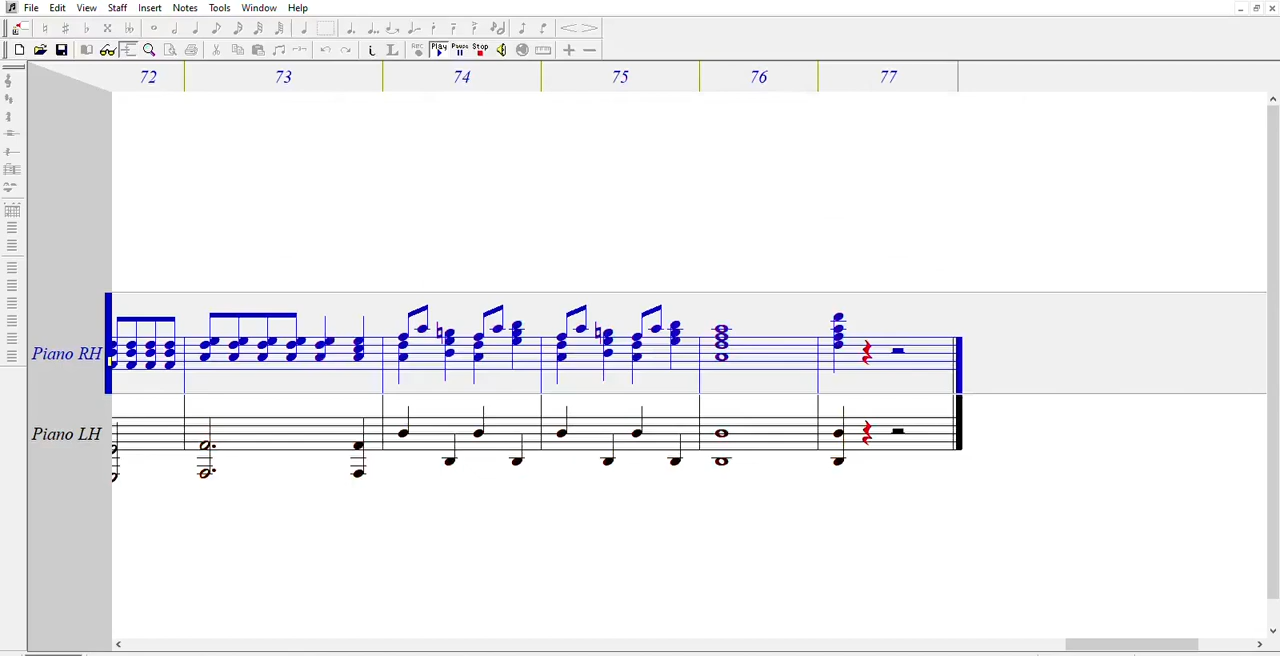 File Edit View Staff Insert Notes Tools Window Help
Rec Play Pause Stop
72 73 74 75 76 77
Piano RH
Piano LH